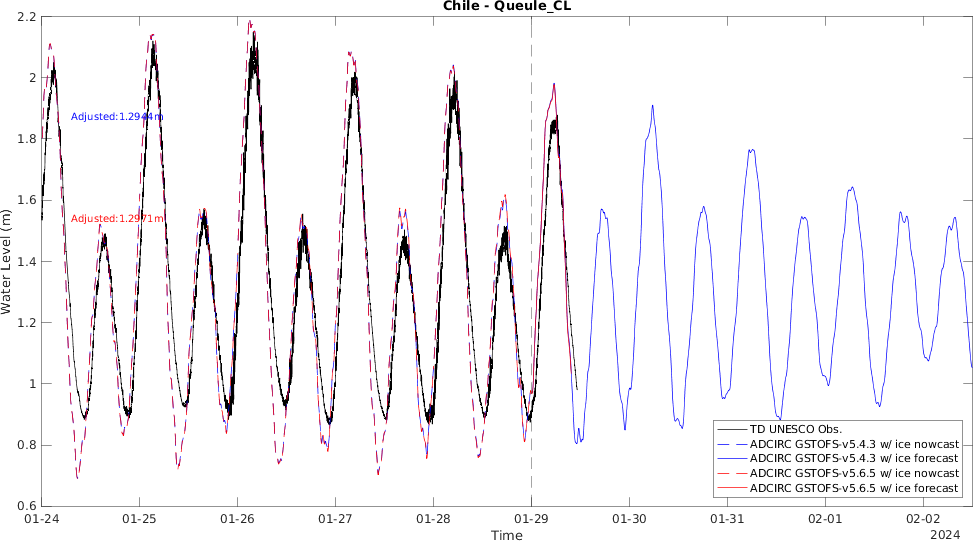 Chile - Queule_CL
2.2
2
1.8
1.6
1.4
1.2
1
0.8
0.6
Water Level (m)
Adjusted:1.2944m
Adjusted:1.2971m
TD UNESCO Obs.
ADCIRC GSTOFS-v5.4.3 w/ ice nowcast
ADCIRC GSTOFS-v5.4.3 w/ ice forecast
ADCIRC GSTOFS-v5.6.5 w/ ice nowcast
ADCIRC GSTOFS-v5.6.5 w/ ice forecast
01-24 01-25 01-26 01-27 01-28 01-29 01-30 01-31 02-01 02-02
Time
2024